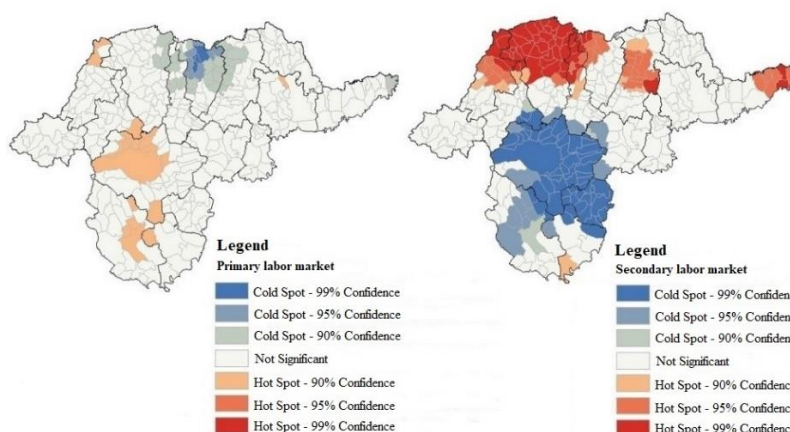 Legend
Primary labor market
Cold Spot - 99% Confidence
Cold Spot - 95% Confidence
Cold Spot - 90% Confidence
Not Significant
Hot Spot - 90% Confidence
Hot Spot - 95% Confidence
Hot Spot - 99% Confidence
Legend
Secondary labor market
Cold Spot - 99% Confiden
Cold Spot - 95% Confiden
Cold Spot - 90% Confiden
Not Significant
Hot Spot - 90% Confiden
Hot Spot - 95% Confiden
Hot Spot - 99% Confiden